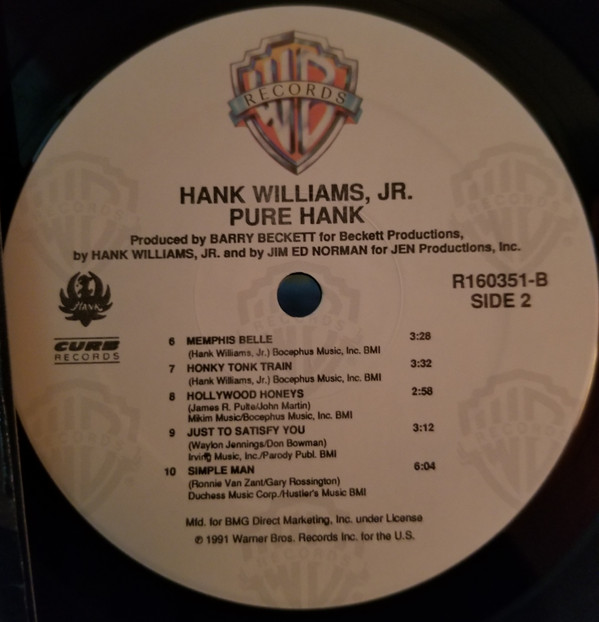 RECORDS
HANK WILLIAMS, JR.
PURE HANK
Produced by BARRY BECKETT for Beckett Productions,
by HANK WILLIAMS, JR. and by JIM ED NORMAN for JEN Productions, Inc.
HANK
CURB
RECORDS
R160351-B
SIDE 2
6 MEMPHIS BELLE 3:28
(Hank Williams, Jr.) Bocephus Music, Inc. BMI
7 HONKY TONK TRAIN 3:32
(Hank Williams, Jr.) Bocephus Music, Inc. BMI
8 HOLLYWOOD HONEYS 2:58
(James R. Pulte/John Martin)
Mikim Music/Bocephus Music, Inc. BMI
9 JUST TO SATISFY YOU 3:12
(Waylon Jennings/Don Bowman)
Irving Music, Inc./Parody Publ. BMI
10 SIMPLE MAN 6:04
(Ronnie Van Zant/Gary Rossington)
Duchess Music Corp./Hustler's Music BMI
Mfd. for BMG Direct Marketing, Inc. under License
℗ 1991 Warner Bros. Records Inc. for the U.S.